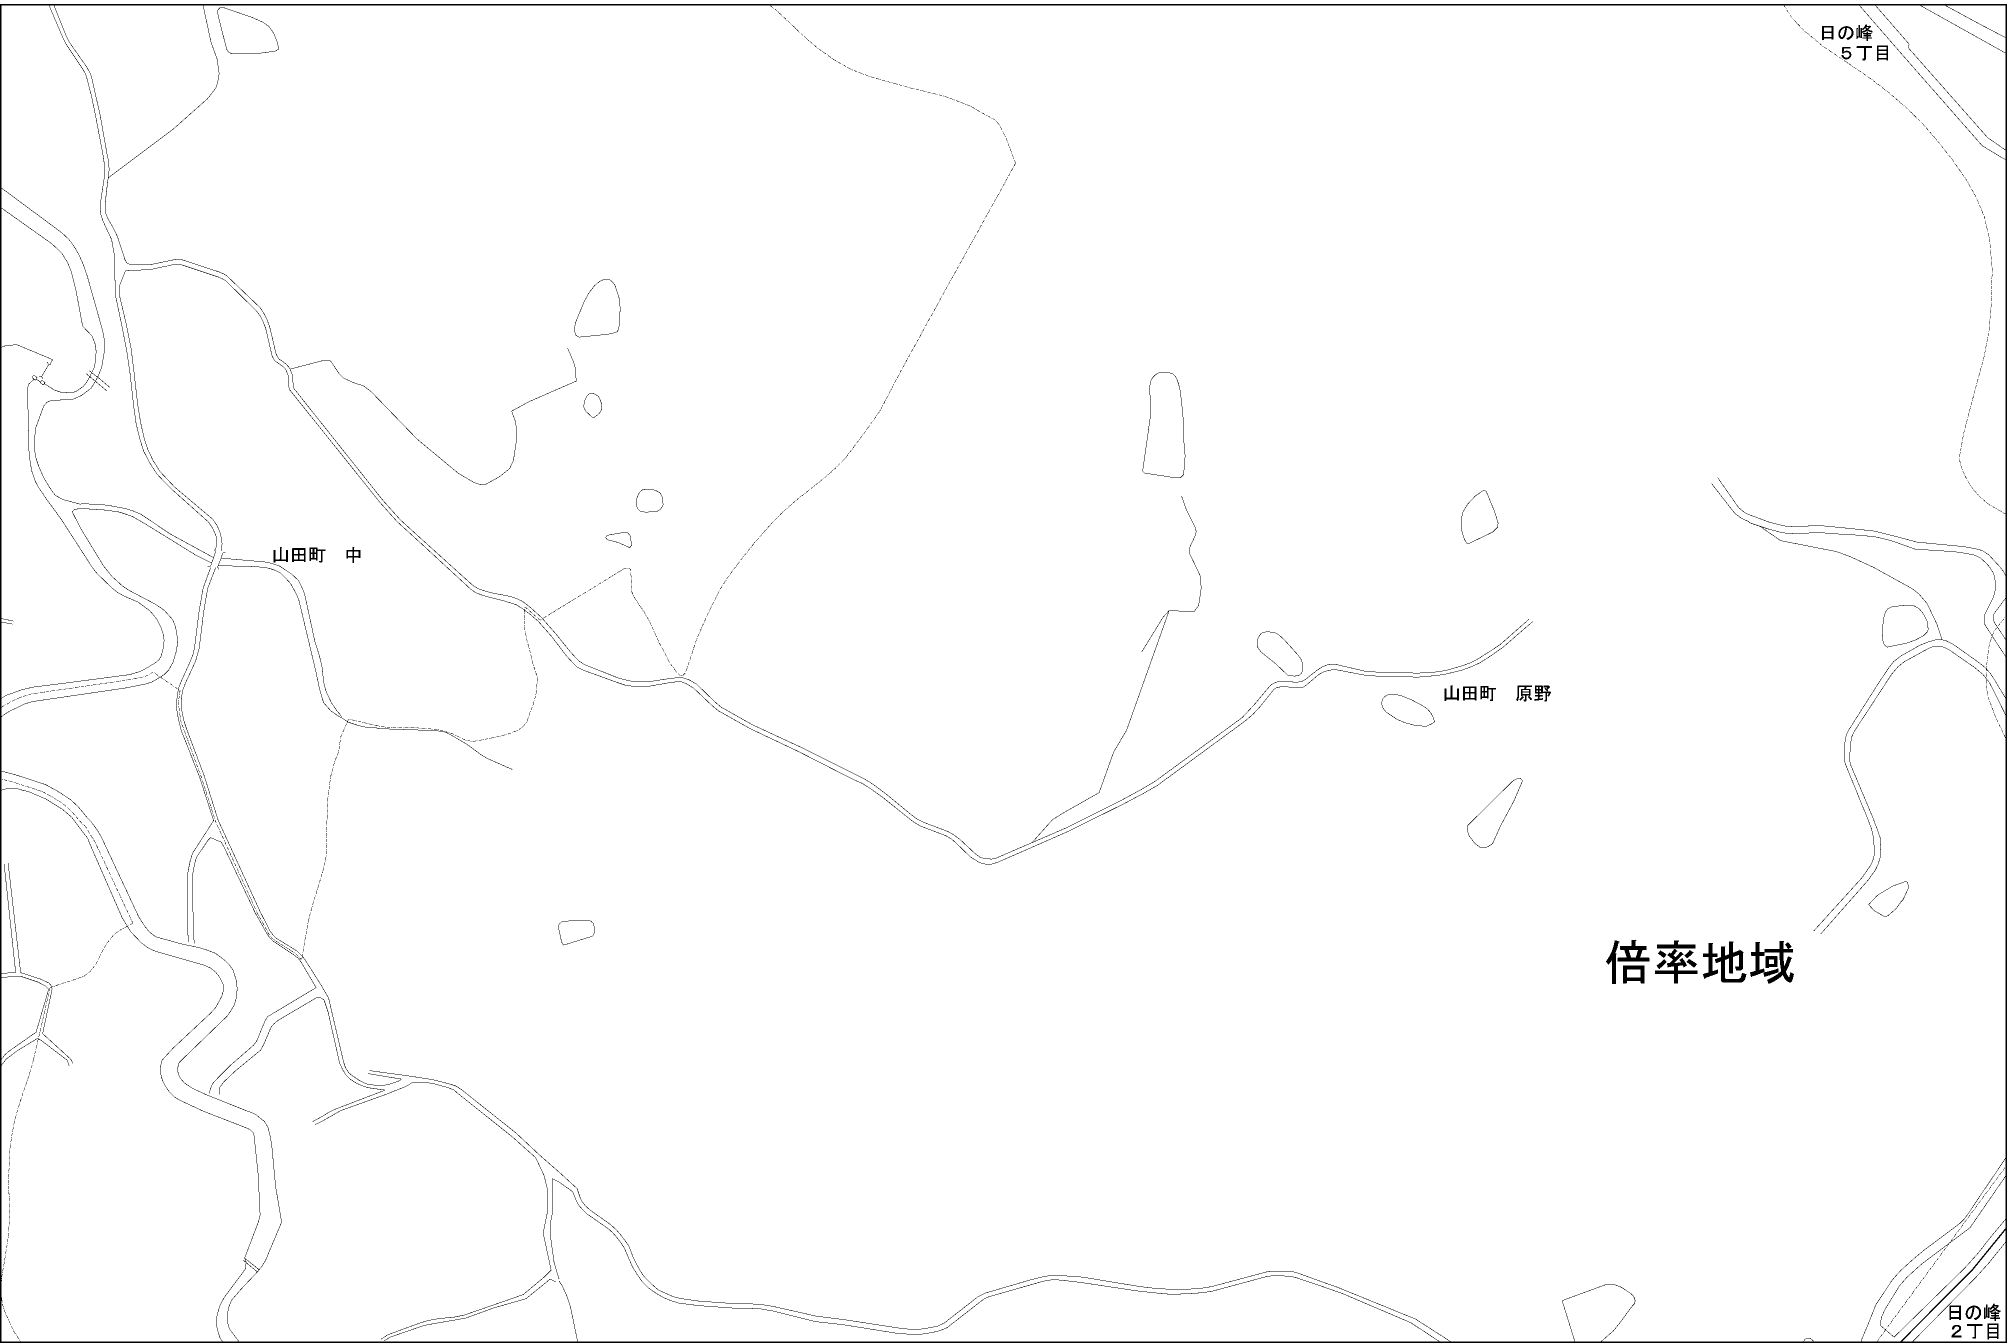 日の峰
５丁目
山田町　中
山田町　原野
倍率地域
日の峰
２丁目